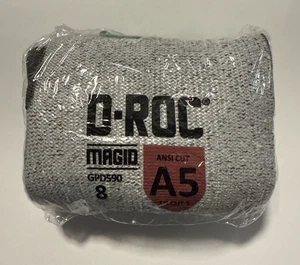 D-ROC®
MAGID
ANSI CUT
GPD590
A5
8